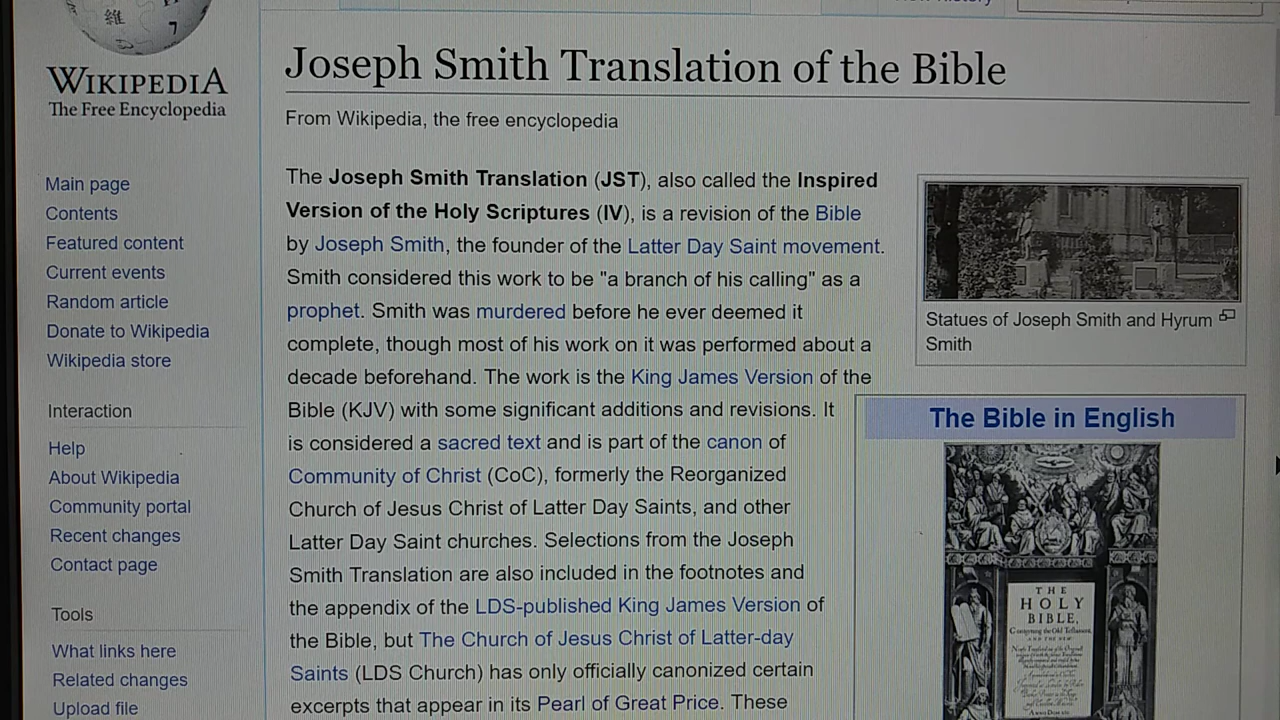 維
7
WIKIPEDIA
The Free Encyclopedia
Main page
Contents
Featured content
Current events
Random article
Donate to Wikipedia
Wikipedia store
Interaction
Help
About Wikipedia
Community portal
Recent changes
Contact page
Tools
What links here
Related changes
Upload file
Joseph Smith Translation of the Bible
From Wikipedia, the free encyclopedia
The Joseph Smith Translation (JST), also called the Inspired
Version of the Holy Scriptures (IV), is a revision of the Bible
by Joseph Smith, the founder of the Latter Day Saint movement.
Smith considered this work to be "a branch of his calling" as a
prophet. Smith was murdered before he ever deemed it
complete, though most of his work on it was performed about a
decade beforehand. The work is the King James Version of the
Bible (KJV) with some significant additions and revisions. It
is considered a sacred text and is part of the canon of
Community of Christ (CoC), formerly the Reorganized
Church of Jesus Christ of Latter Day Saints, and other
Latter Day Saint churches. Selections from the Joseph
Smith Translation are also included in the footnotes and
the appendix of the LDS-published King James Version of
the Bible, but The Church of Jesus Christ of Latter-day
Saints (LDS Church) has only officially canonized certain
excerpts that appear in its Pearl of Great Price. These
Statues of Joseph Smith and Hyrum
Smith
The Bible in English
THE
HOLY
BIBLE,